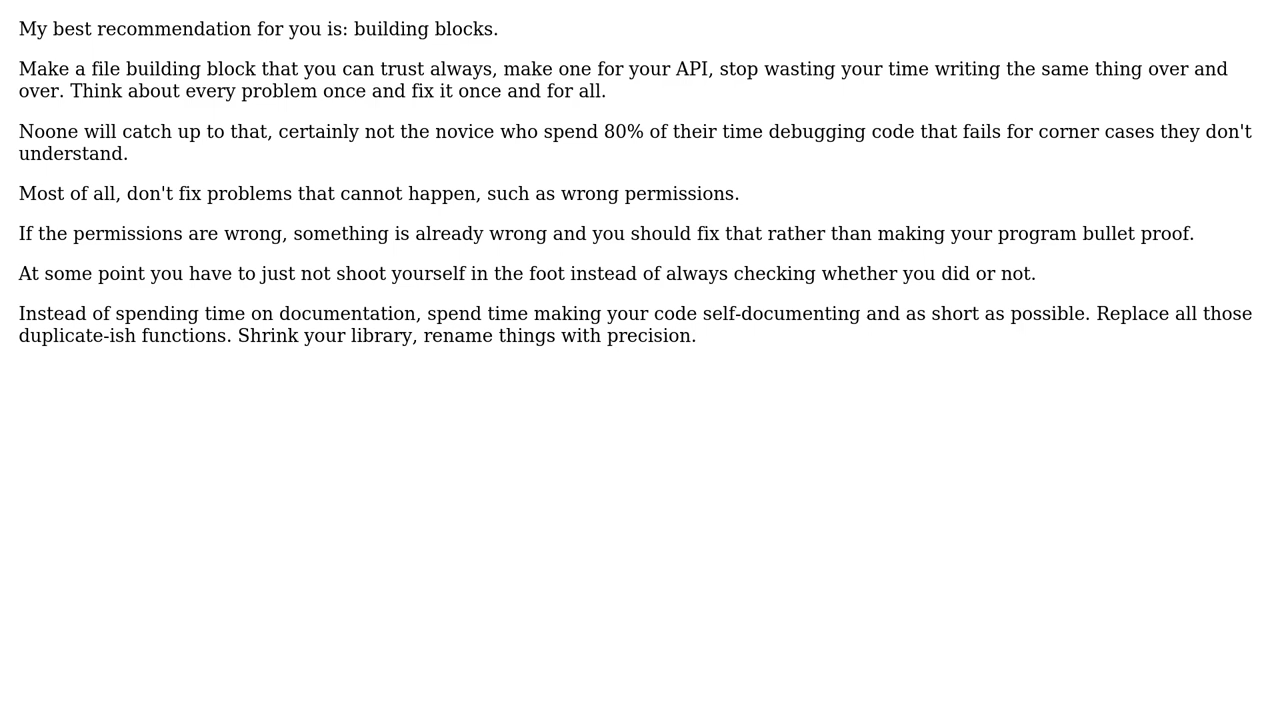 My best recommendation for you is: building blocks.
Make a file building block that you can trust always, make one for your API, stop wasting your time writing the same thing over and
over. Think about every problem once and fix it once and for all.
Noone will catch up to that, certainly not the novice who spend 80% of their time debugging code that fails for corner cases they don't
understand.
Most of all, don't fix problems that cannot happen, such as wrong permissions.
If the permissions are wrong, something is already wrong and you should fix that rather than making your program bullet proof.
At some point you have to just not shoot yourself in the foot instead of always checking whether you did or not.
Instead of spending time on documentation, spend time making your code self-documenting and as short as possible. Replace all those
duplicate-ish functions. Shrink your library, rename things with precision.